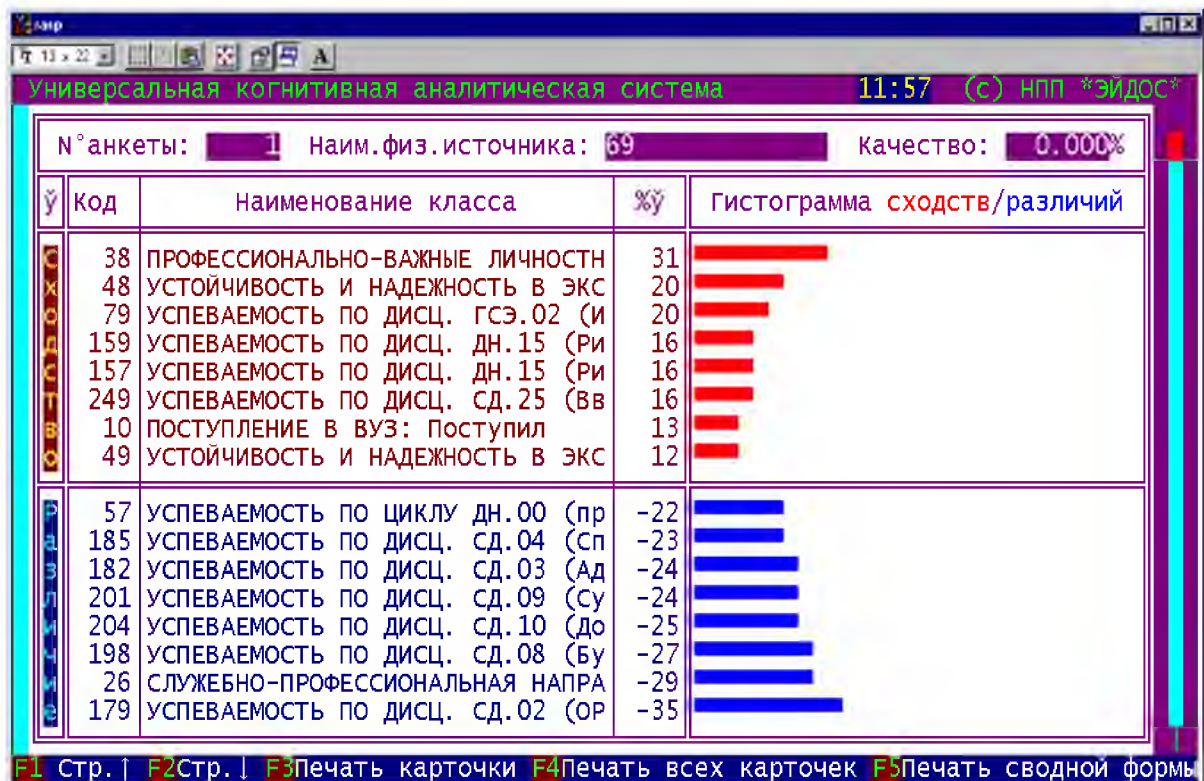 Универсальная когнитивная аналитическая система 11:57 (с) НПП *ЭЙДОС*
N°анкеты: 1 Наим.физ.источника: 69 Качество: 0.000%
ў Код Наименование класса %ў Гистограмма сходств/различий
Сходство
38 ПРОФЕССИОНАЛЬНО-ВАЖНЫЕ ЛИЧНОСТН 31
48 УСТОЙЧИВОСТЬ И НАДЕЖНОСТЬ В ЭКС 20
79 УСПЕВАЕМОСТЬ ПО ДИСЦ. ГСЭ.02 (И 20
159 УСПЕВАЕМОСТЬ ПО ДИСЦ. ДН.15 (Ри 16
157 УСПЕВАЕМОСТЬ ПО ДИСЦ. ДН.15 (Ри 16
249 УСПЕВАЕМОСТЬ ПО ДИСЦ. СД.25 (Вв 16
10 ПОСТУПЛЕНИЕ В ВУЗ: Поступил 13
49 УСТОЙЧИВОСТЬ И НАДЕЖНОСТЬ В ЭКС 12
Различие
57 УСПЕВАЕМОСТЬ ПО ЦИКЛУ ДН.00 (пр -22
185 УСПЕВАЕМОСТЬ ПО ДИСЦ. СД.04 (Сп -23
182 УСПЕВАЕМОСТЬ ПО ДИСЦ. СД.03 (Ад -24
201 УСПЕВАЕМОСТЬ ПО ДИСЦ. СД.09 (Су -24
204 УСПЕВАЕМОСТЬ ПО ДИСЦ. СД.10 (До -25
198 УСПЕВАЕМОСТЬ ПО ДИСЦ. СД.08 (Бу -27
26 СЛУЖЕБНО-ПРОФЕССИОНАЛЬНАЯ НАПРА -29
179 УСПЕВАЕМОСТЬ ПО ДИСЦ. СД.02 (ОР -35
F1 Стр.↑ F2Стр.↓ F3Печать карточки F4Печать всех карточек F5Печать сводной формы